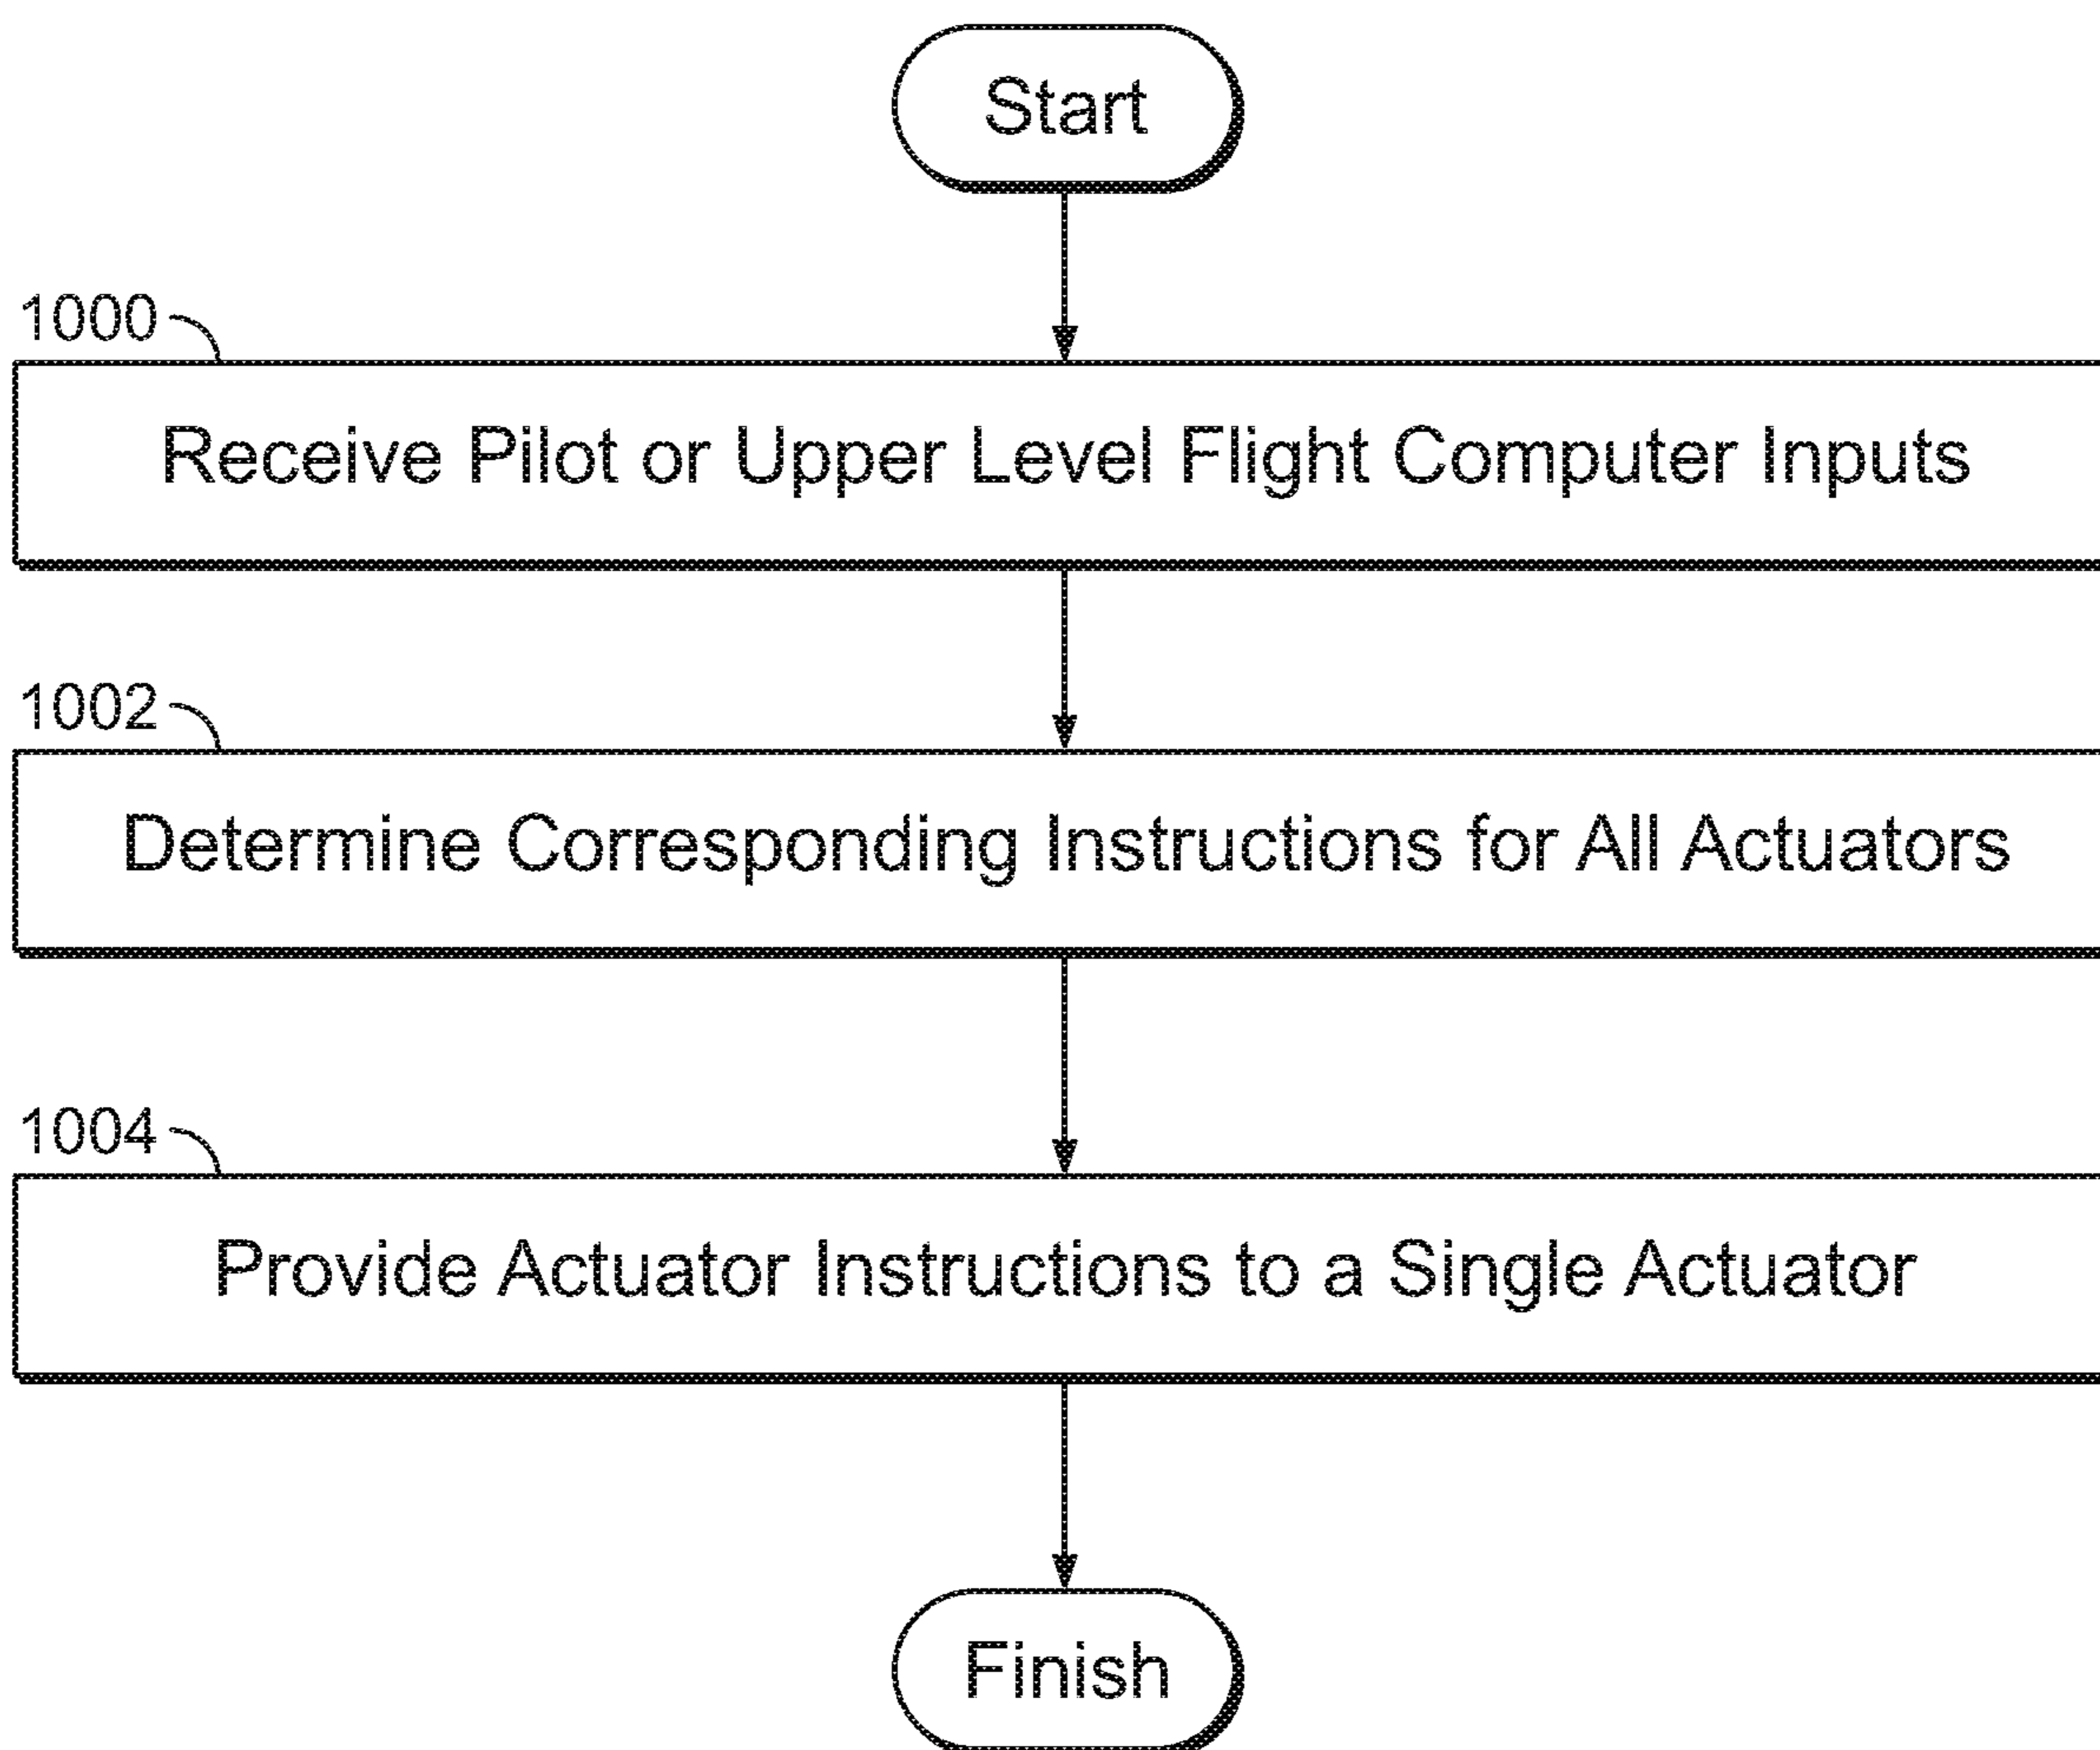 Start
1000
Receive Pilot or Upper Level Flight Computer Inputs
1002
Determine Corresponding Instructions for All Actuators
1004
Provide Actuator Instructions to a Single Actuator
Finish